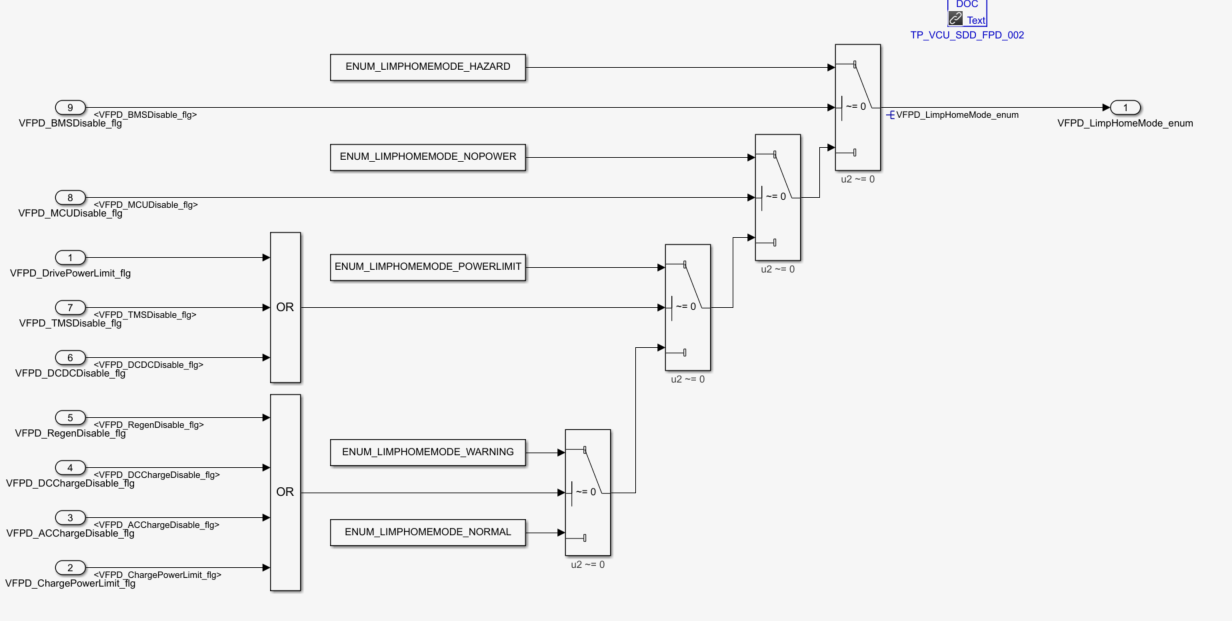 DOC
Text
TP_VCU_SDD_FPD_002
ENUM_LIMPHOMEMODE_HAZARD
9
<VFPD_BMSDisable_flg>
VFPD_BMSDisable_flg
~= 0
VFPD_LimpHomeMode_enum
1
VFPD_LimpHomeMode_enum
ENUM_LIMPHOMEMODE_NOPOWER
u2 ~= 0
8
<VFPD_MCUDisable_flg>
VFPD_MCUDisable_flg
~= 0
1
VFPD_DrivePowerLimit_flg
ENUM_LIMPHOMEMODE_POWERLIMIT
u2 ~= 0
7
<VFPD_TMSDisable_flg>
VFPD_TMSDisable_flg
OR
~= 0
6
<VFPD_DCDCDisable_flg>
VFPD_DCDCDisable_flg
u2 ~= 0
5
<VFPD_RegenDisable_flg>
VFPD_RegenDisable_flg
ENUM_LIMPHOMEMODE_WARNING
4
<VFPD_DCChargeDisable_flg>
VFPD_DCChargeDisable_flg
OR
~= 0
3
<VFPD_ACChargeDisable_flg>
VFPD_ACChargeDisable_flg
ENUM_LIMPHOMEMODE_NORMAL
2
<VFPD_ChargePowerLimit_flg>
VFPD_ChargePowerLimit_flg
u2 ~= 0